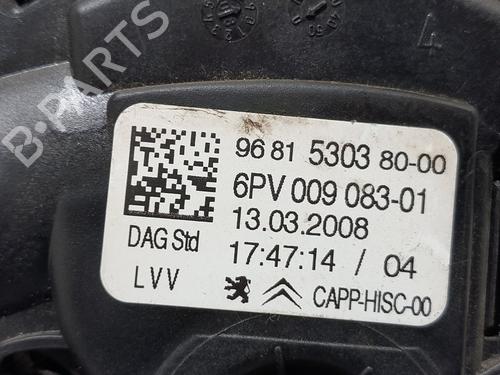 B-PARTS
4
96 81 5303 80-00
6PV 009 083-01
13.03.2008
DAG Std
17:47:14 / 04
LVV
CAPP-HISC-00